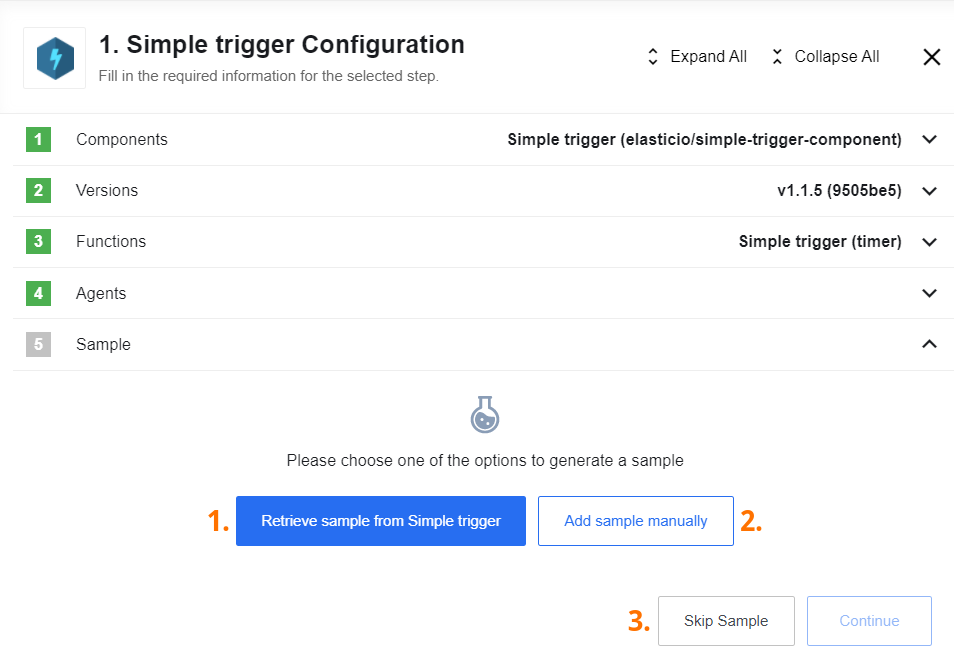 1. Simple trigger Configuration
Fill in the required information for the selected step.
Expand All
Collapse All
1 Components Simple trigger (elasticio/simple-trigger-component)
2 Versions v1.1.5 (9505be5)
3 Functions Simple trigger (timer)
4 Agents
5 Sample
Please choose one of the options to generate a sample
1. Retrieve sample from Simple trigger Add sample manually 2.
3. Skip Sample Continue